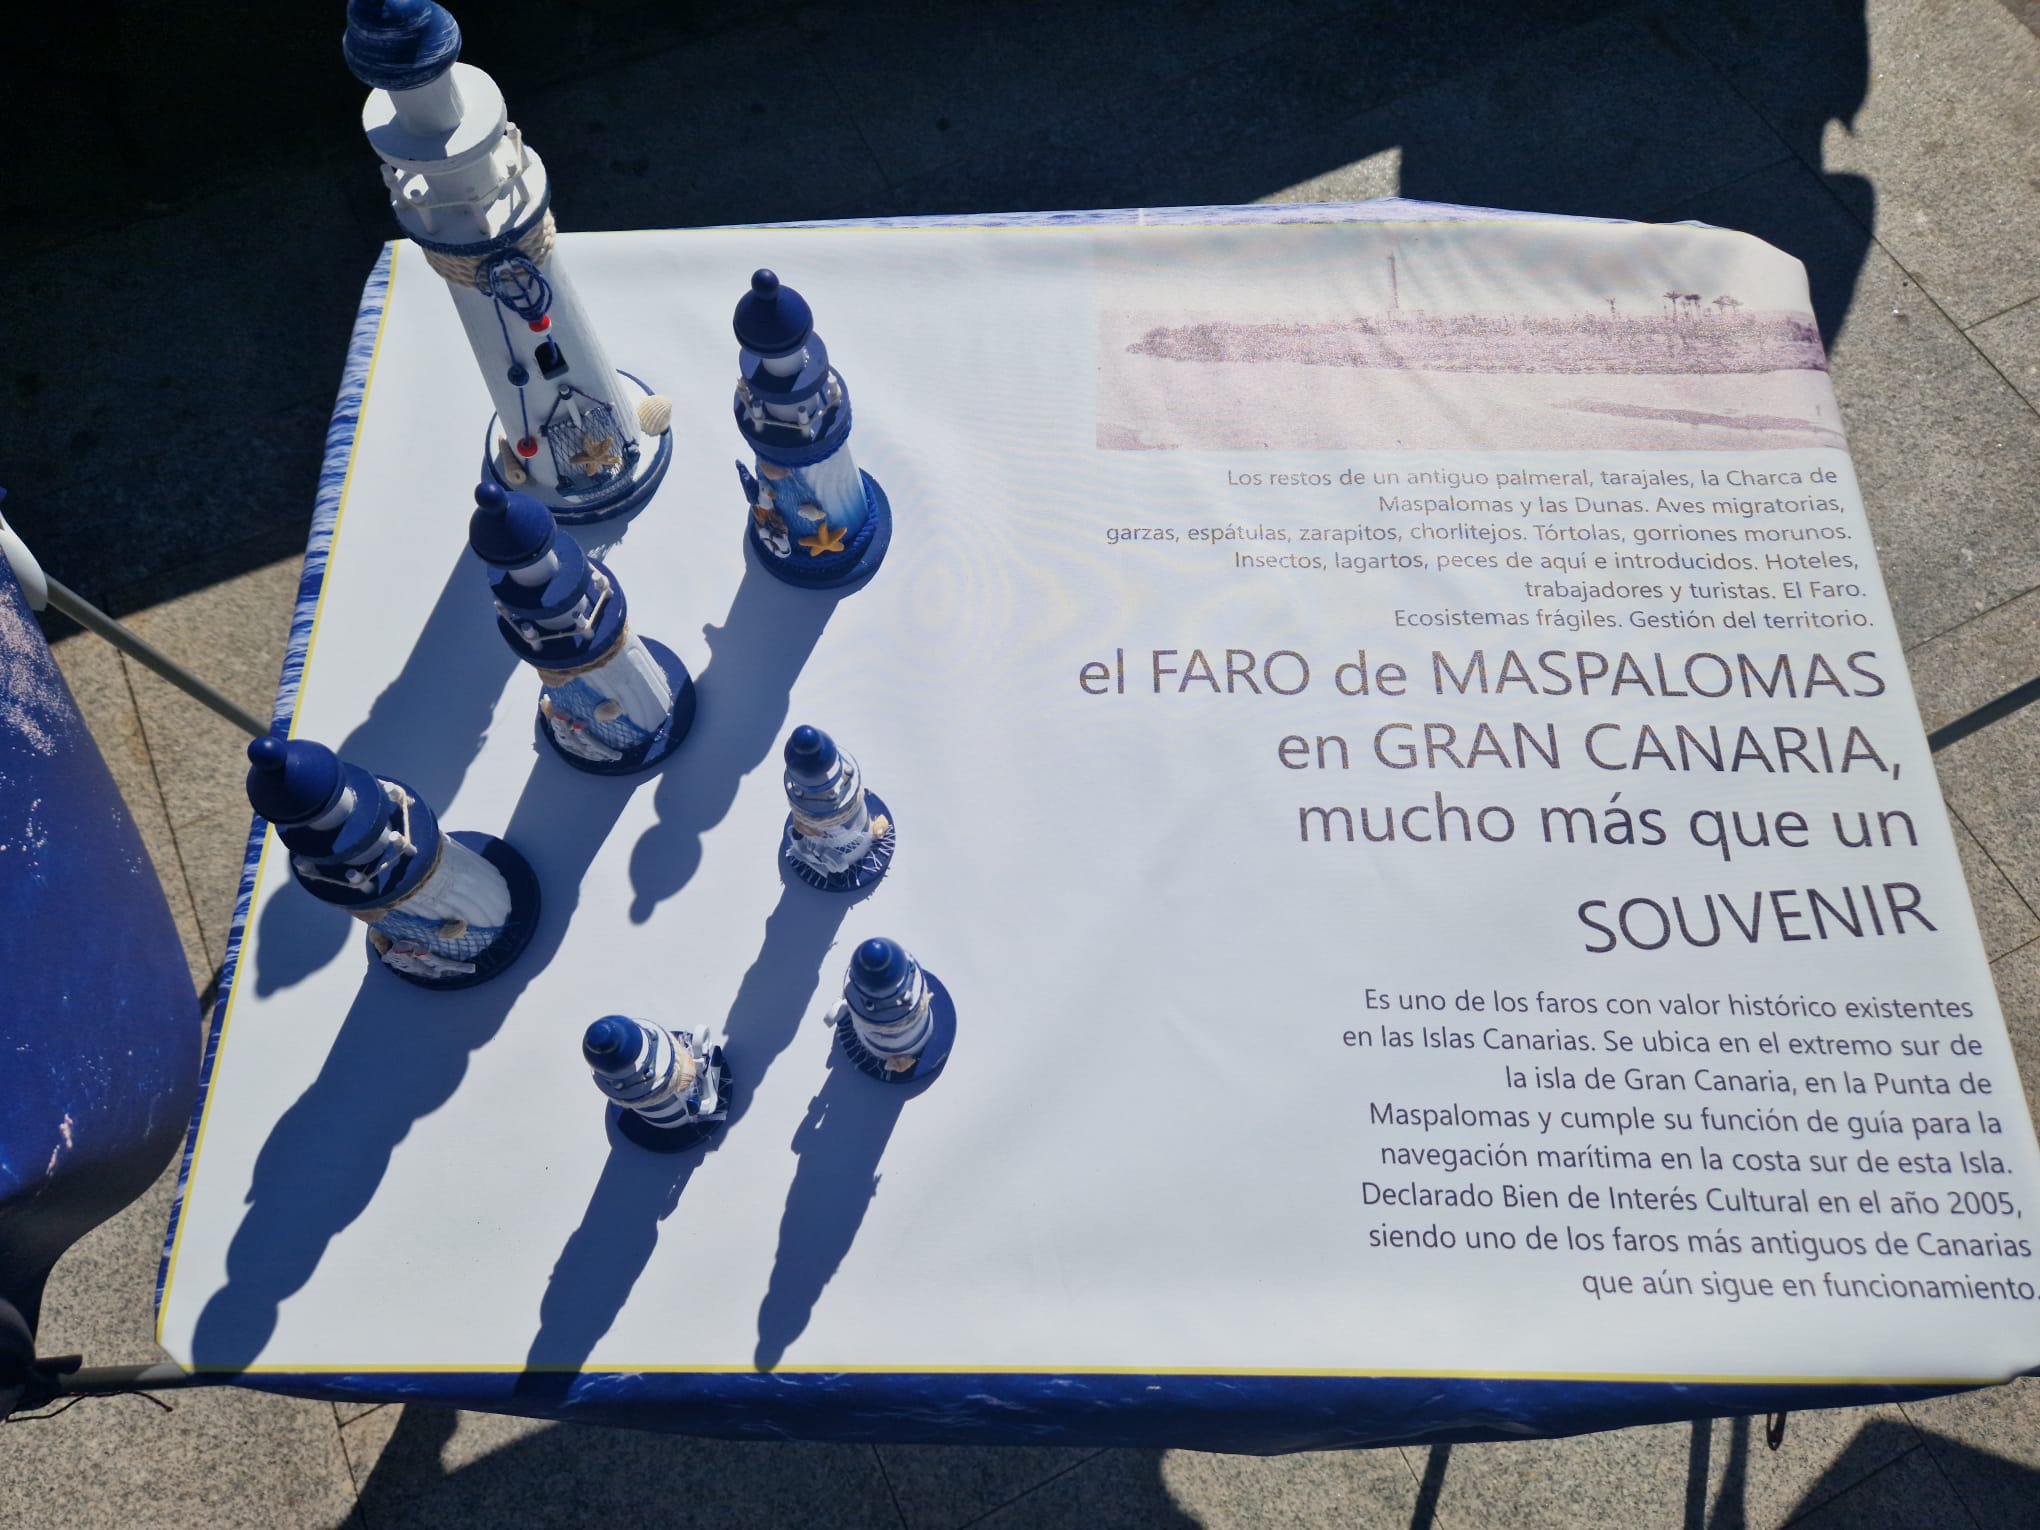 Los restos de un antiguo palmeral, tarajales, la Charca de
Maspalomas y las Dunas. Aves migratorias,
garzas, espátulas, zarapitos, chorlitejos. Tórtolas, gorriones morunos.
Insectos, lagartos, peces de aquí e introducidos. Hoteles,
trabajadores y turistas. El Faro.
Ecosistemas frágiles. Gestión del territorio.
el FARO de MASPALOMAS
en GRAN CANARIA,
mucho más que un
SOUVENIR
Es uno de los faros con valor histórico existentes
en las Islas Canarias. Se ubica en el extremo sur de
la isla de Gran Canaria, en la Punta de
Maspalomas y cumple su función de guía para la
navegación marítima en la costa sur de esta Isla.
Declarado Bien de Interés Cultural en el año 2005,
siendo uno de los faros más antiguos de Canarias
que aún sigue en funcionamiento.